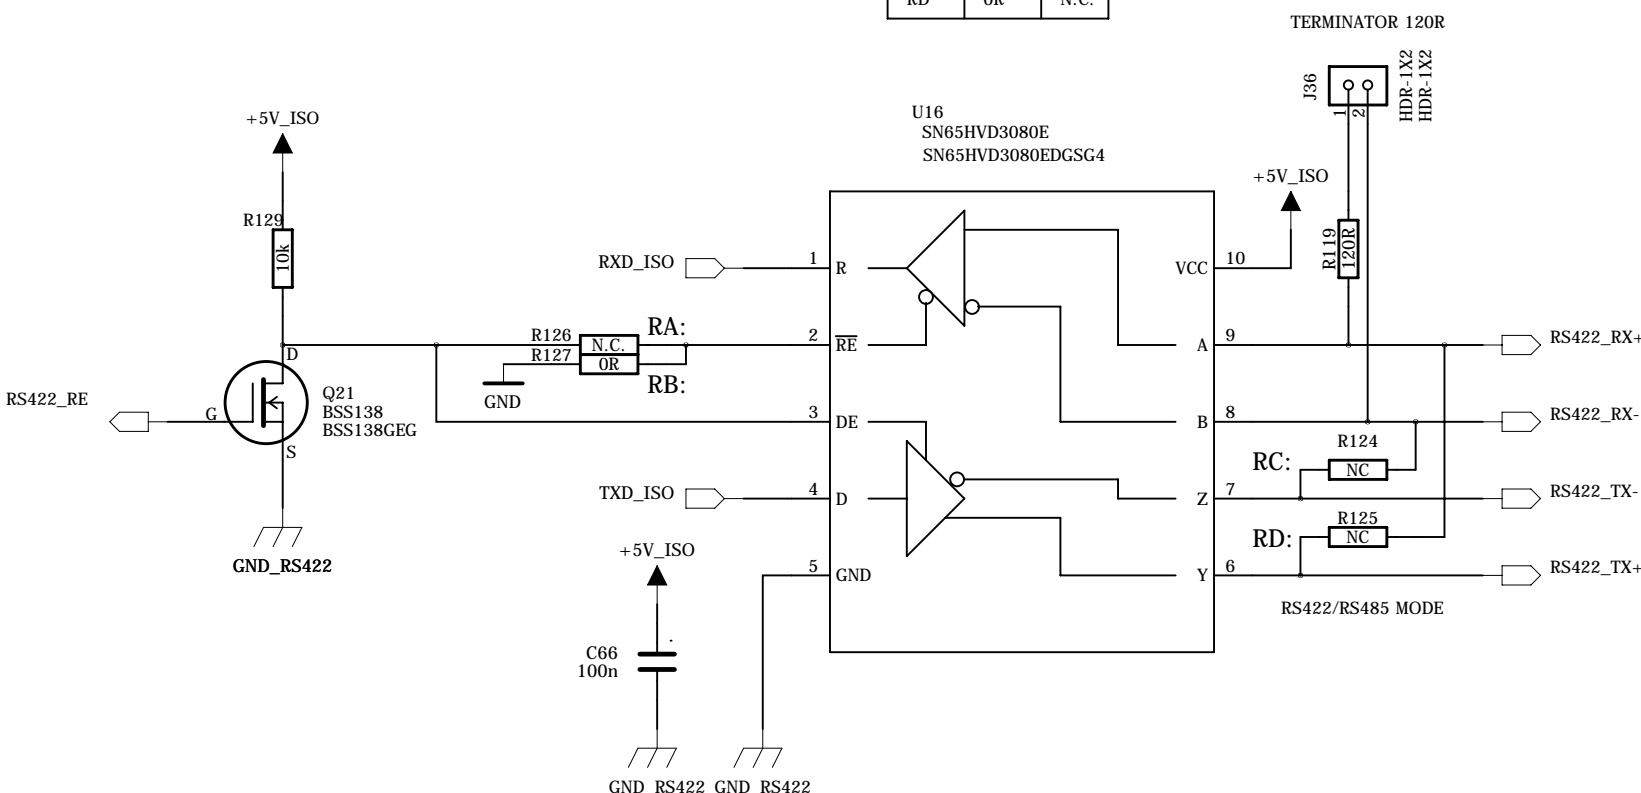 RD 0R N.C.
TERMINATOR 120R
J36
HDR-1X2
HDR-1X2
1
2
U16
SN65HVD3080E
SN65HVD3080EDGSG4
+5V_ISO
+5V_ISO
R129
10k
R119
120R
RXD_ISO
1
R
VCC
10
R126
N.C.
RA:
2
RE
A
9
RS422_RX+
D
R127
0R
RB:
GND
RS422_RE
G
Q21
BSS138
BSS138GEG
S
3
DE
B
8
RS422_RX-
R124
RC:
NC
TXD_ISO
4
D
Z
7
RS422_TX-
R125
RD:
NC
GND_RS422
+5V_ISO
5
GND
Y
6
RS422_TX+
RS422/RS485 MODE
C66
100n
GND_RS422
GND_RS422